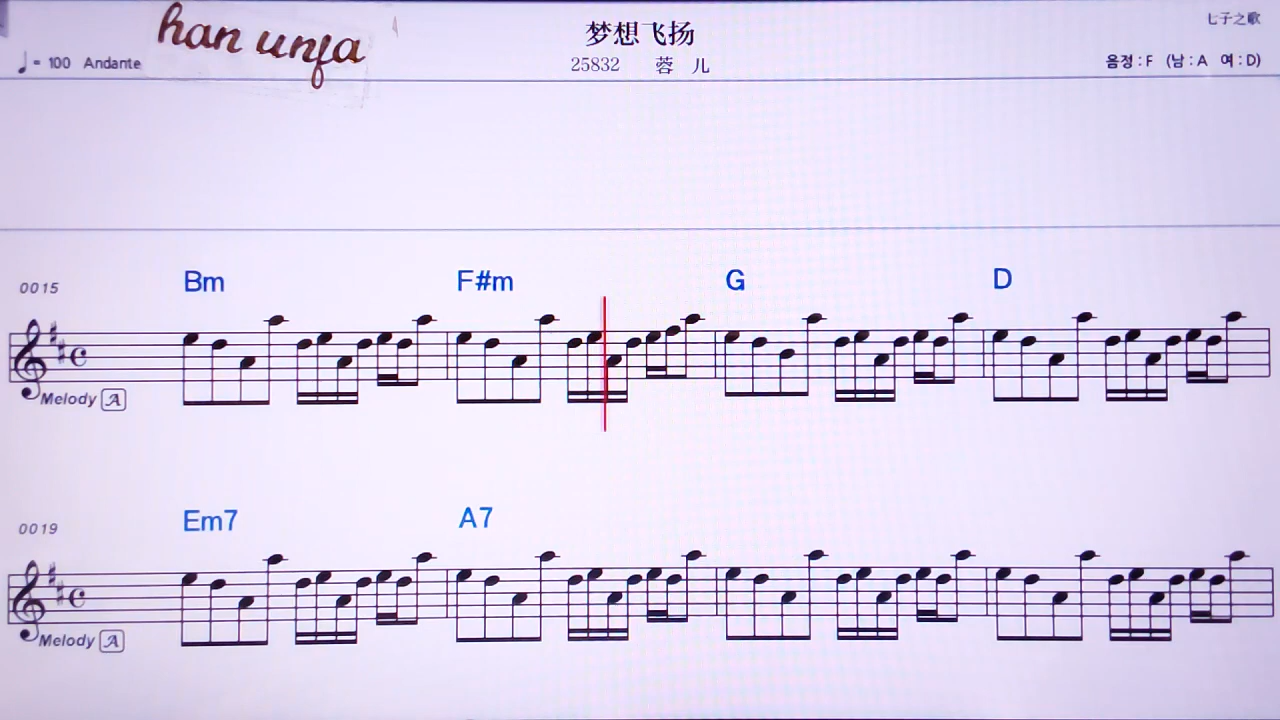 han unfa
梦想飞扬
七子之歌
♩= 100 Andante
25832 蓉 儿
음정 : F (남 : A 여 : D)
Bm F#m G D
0015
Melody A
Em7 A7
0019
Melody A